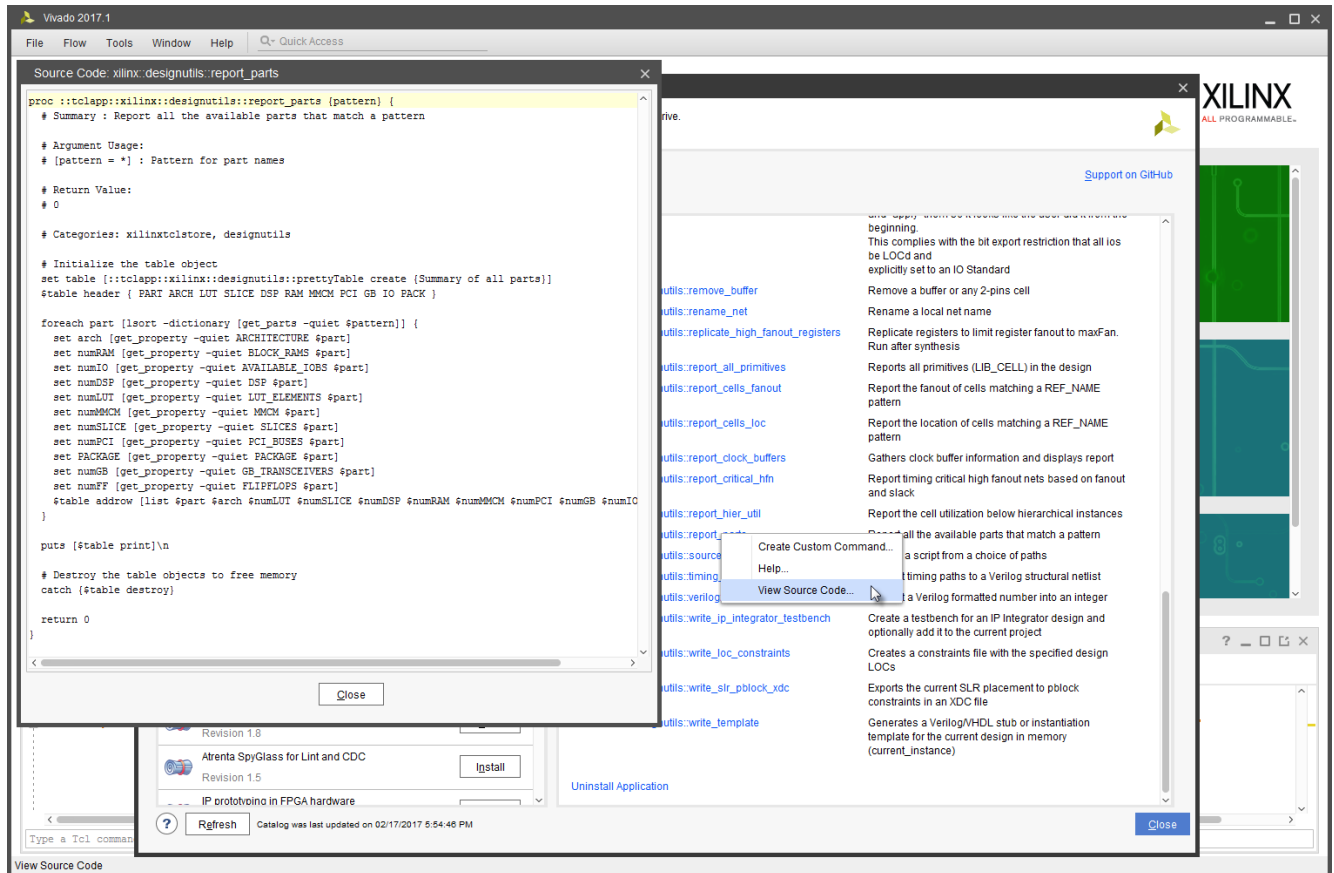 Vivado 2017.1
File Flow Tools Window Help Quick Access
Source Code: xilinx::designutils::report_parts
proc ::tclapp::xilinx::designutils::report_parts {pattern} {
# Summary : Report all the available parts that match a pattern
# Argument Usage:
# [pattern = *] : Pattern for part names
# Return Value:
# 0
# Categories: xilinxtclstore, designutils
# Initialize the table object
set table [::tclapp::xilinx::designutils::prettyTable create {Summary of all parts}]
$table header { PART ARCH LUT SLICE DSP RAM MMCM PCI GB IO PACK }
foreach part [lsort -dictionary [get_parts -quiet $pattern]] {
set arch [get_property -quiet ARCHITECTURE $part]
set numRAM [get_property -quiet BLOCK_RAMS $part]
set numIO [get_property -quiet AVAILABLE_IOBS $part]
set numDSP [get_property -quiet DSP $part]
set numLUT [get_property -quiet LUT_ELEMENTS $part]
set numMMCM [get_property -quiet MMCM $part]
set numSLICE [get_property -quiet SLICES $part]
set numPCI [get_property -quiet PCI_BUSES $part]
set PACKAGE [get_property -quiet PACKAGE $part]
set numGB [get_property -quiet GB_TRANSCEIVERS $part]
set numFF [get_property -quiet FLIPFLOPS $part]
$table addrow [list $part $arch $numLUT $numSLICE $numDSP $numRAM $numMMCM $numPCI $numGB $numIO
}
puts [$table print]\n
# Destroy the table objects to free memory
catch {$table destroy}
return 0
}
Close
rive.
XILINX
ALL PROGRAMMABLE
Support on GitHub
beginning.
This complies with the bit export restriction that all ios
be LOCd and
explicitly set to an IO Standard
utils::remove_buffer Remove a buffer or any 2-pins cell
utils::rename_net Rename a local net name
utils::replicate_high_fanout_registers Replicate registers to limit register fanout to maxFan.
Run after synthesis
utils::report_all_primitives Reports all primitives (LIB_CELL) in the design
utils::report_cells_fanout Report the fanout of cells matching a REF_NAME
pattern
utils::report_cells_loc Report the location of cells matching a REF_NAME
pattern
utils::report_clock_buffers Gathers clock buffer information and displays report
utils::report_critical_hfn Report timing critical high fanout nets based on fanout
and slack
utils::report_hier_util Report the cell utilization below hierarchical instances
utils::report_ all the available parts that match a pattern
utils::source a script from a choice of paths
utils::timing_ timing paths to a Verilog structural netlist
utils::verilog a Verilog formatted number into an integer
Create Custom Command...
Help...
View Source Code...
utils::write_ip_integrator_testbench Create a testbench for an IP Integrator design and
optionally add it to the current project
utils::write_loc_constraints Creates a constraints file with the specified design
LOCs
utils::write_slr_pblock_xdc Exports the current SLR placement to pblock
constraints in an XDC file
utils::write_template Generates a Verilog/VHDL stub or instantiation
template for the current design in memory
(current_instance)
Revision 1.8
Atrenta SpyGlass for Lint and CDC
Revision 1.5
Install
IP prototyping in FPGA hardware
Uninstall Application
? Refresh Catalog was last updated on 02/17/2017 5:54:46 PM
Close
Type a Tcl comman
View Source Code